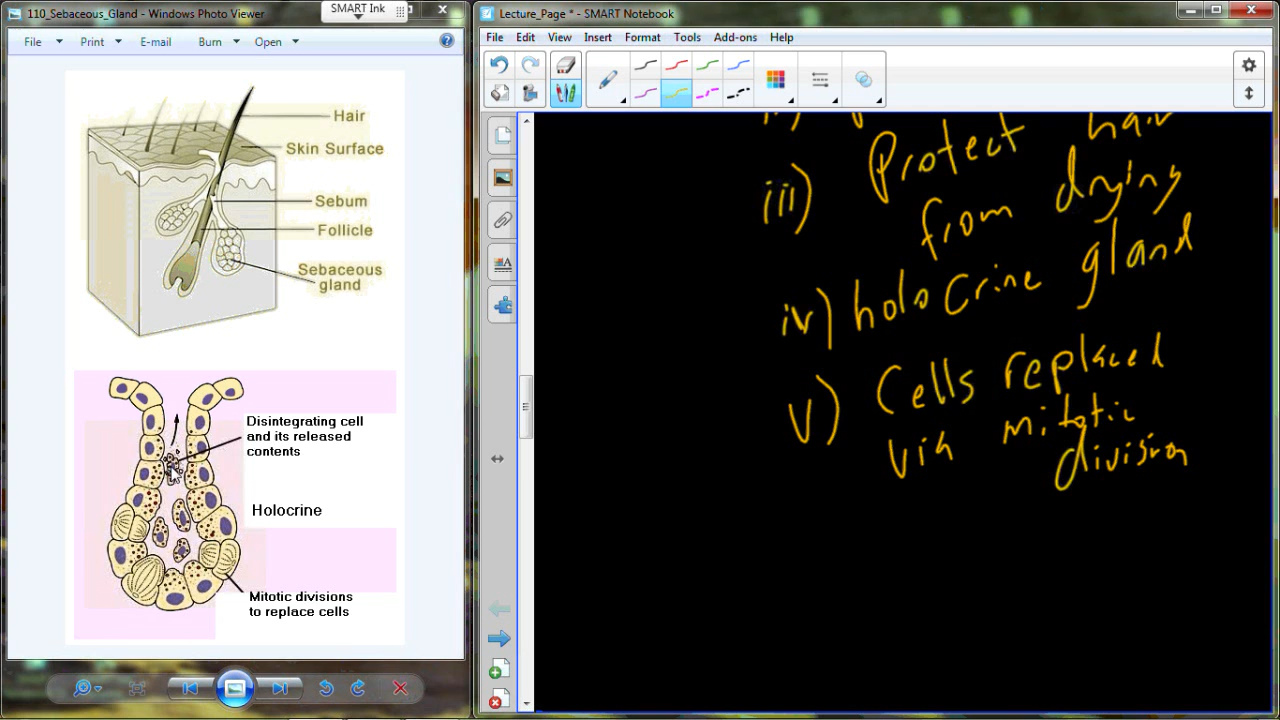 110_Sebaceous_Gland - Windows Photo Viewer
SMART Ink
File Print E-mail Burn Open
Hair
Skin Surface
Sebum
Follicle
Sebaceous
gland
Disintegrating cell
and its released
contents
Holocrine
Mitotic divisions
to replace cells
Lecture_Page * - SMART Notebook
File Edit View Insert Format Tools Add-ons Help
iii) Protect hair
from drying
iv) holocrine gland
v) Cells replaced
via mitotic
division